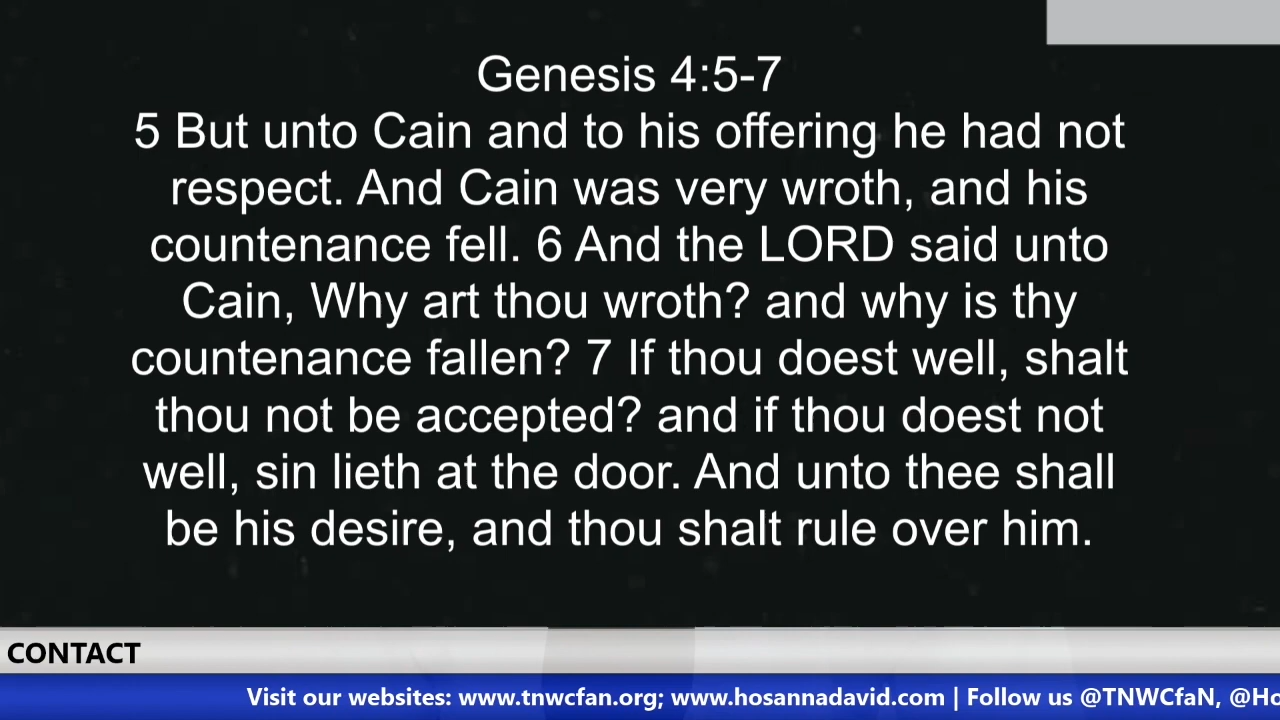 Genesis 4:5-7
5 But unto Cain and to his offering he had not
respect. And Cain was very wroth, and his
countenance fell. 6 And the LORD said unto
Cain, Why art thou wroth? and why is thy
countenance fallen? 7 If thou doest well, shalt
thou not be accepted? and if thou doest not
well, sin lieth at the door. And unto thee shall
be his desire, and thou shalt rule over him.
CONTACT
Visit our websites: www.tnwcfan.org; www.hosannadavid.com | Follow us @TNWCfaN, @Ho